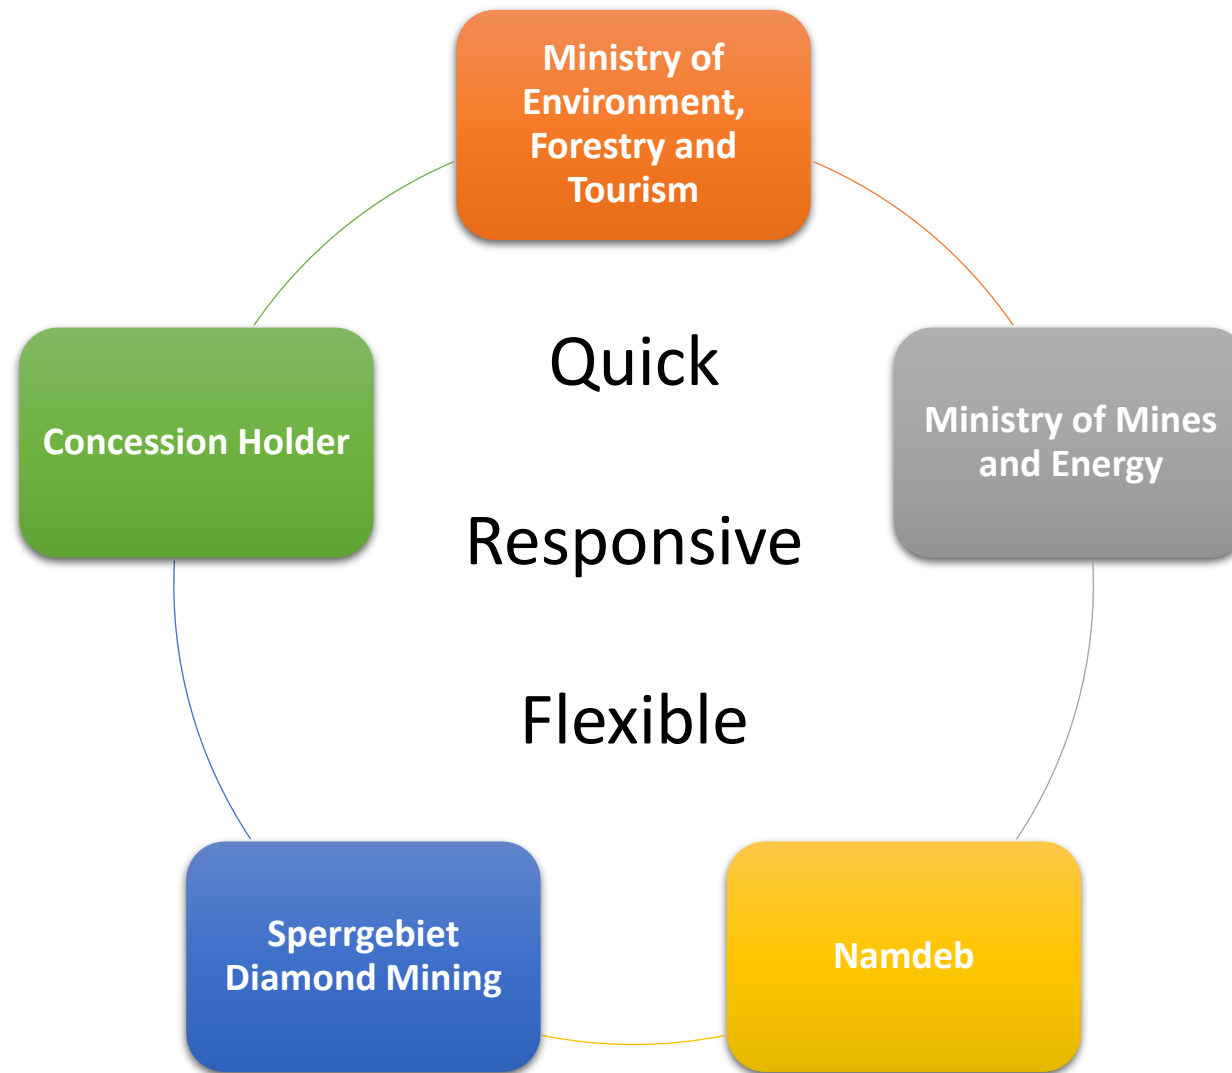 Ministry of
Environment,
Forestry and
Tourism
Quick
Concession Holder
Ministry of Mines
and Energy
Responsive
Flexible
Sperrgebiet
Diamond Mining
Namdeb